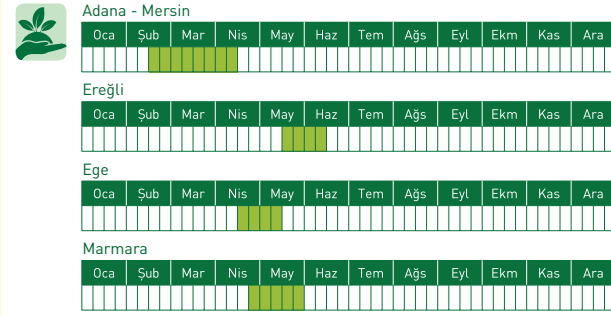 Adana - Mersin
Oca Şub Mar Nis May Haz Tem Ağs Eyl Ekm Kas Ara
Ereğli
Oca Şub Mar Nis May Haz Tem Ağs Eyl Ekm Kas Ara
Ege
Oca Şub Mar Nis May Haz Tem Ağs Eyl Ekm Kas Ara
Marmara
Oca Şub Mar Nis May Haz Tem Ağs Eyl Ekm Kas Ara